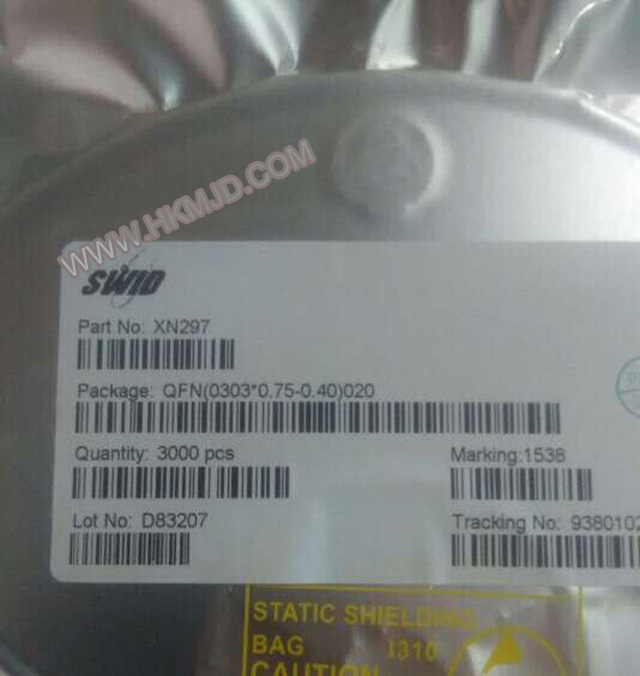 WWW.HKMJD.COM
SWID
Part No: XN297
Package: QFN(0303*0.75-0.40)020
Quantity: 3000 pcs
Marking:1538
Lot No: D83207
Tracking No: 9380102
STATIC SHIELDING
BAG 1310
CAUTION